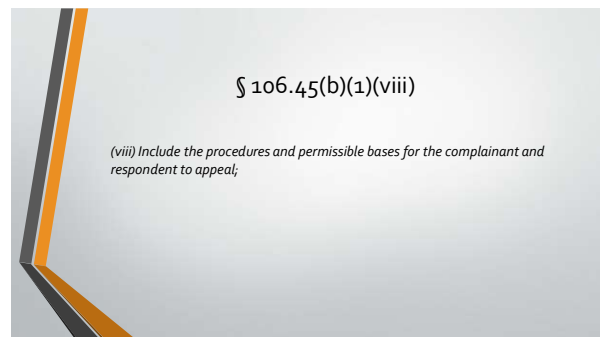 § 106.45(b)(1)(viii)
(viii) Include the procedures and permissible bases for the complainant and
respondent to appeal;